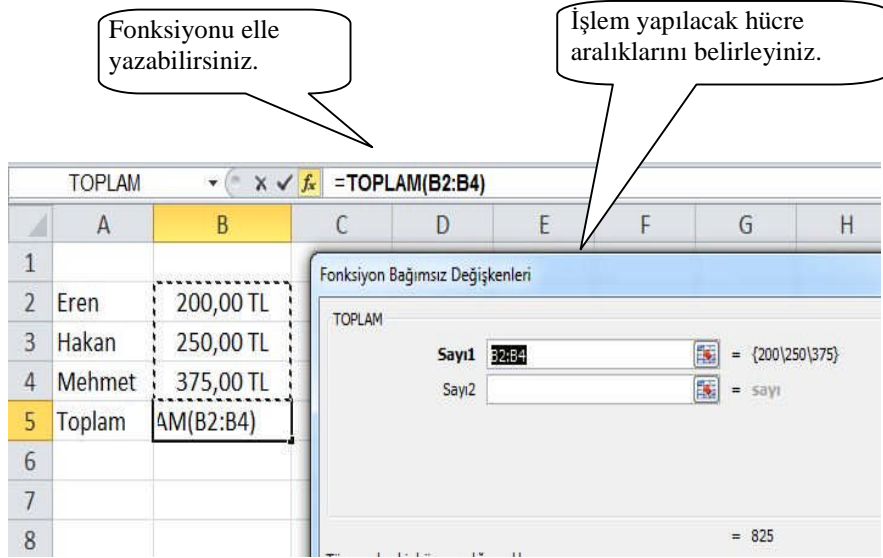 Fonksiyonu elle
yazabilirsiniz.
İşlem yapılacak hücre
aralıklarını belirleyiniz.
TOPLAM fx =TOPLAM(B2:B4)
A B C D E F G H
1
2 Eren 200,00 TL
3 Hakan 250,00 TL
4 Mehmet 375,00 TL
5 Toplam AM(B2:B4)
6
7
8
Fonksiyon Bağımsız Değişkenleri
TOPLAM
Sayı1 B2:B4 = {200\250\375}
Sayı2 = sayı
= 825